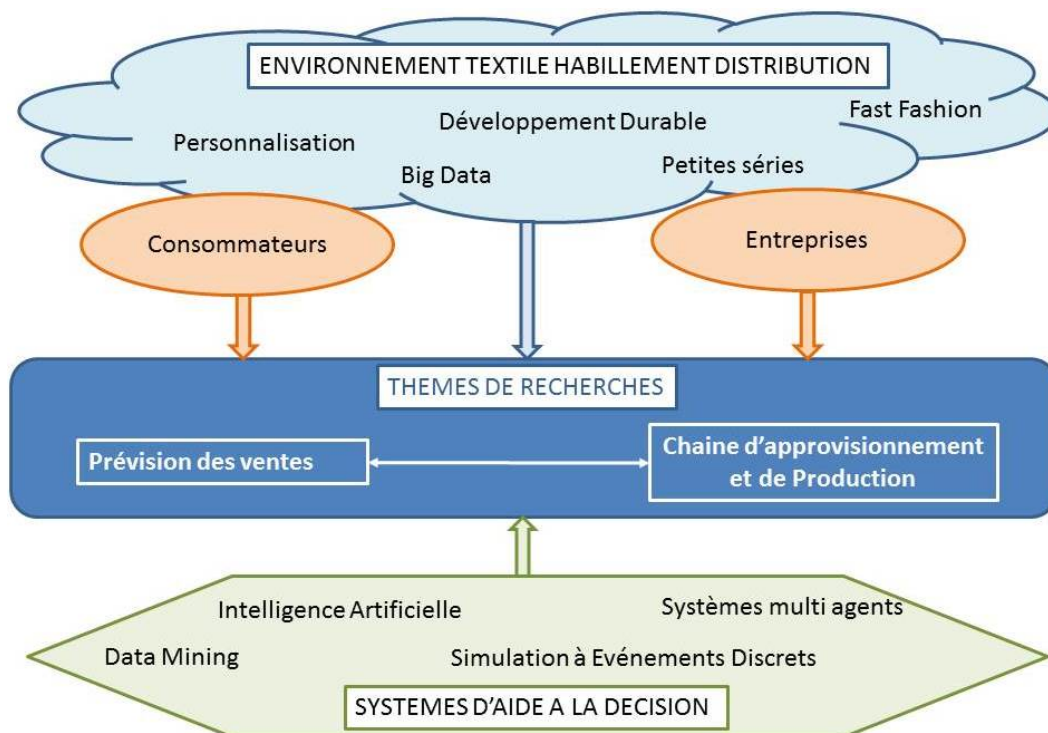 ENVIRONNEMENT TEXTILE HABILLEMENT DISTRIBUTION
Fast Fashion
Développement Durable
Personnalisation
Petites séries
Big Data
Consommateurs
Entreprises
THEMES DE RECHERCHES
Prévision des ventes
Chaine d’approvisionnement
et de Production
Intelligence Artificielle
Systèmes multi agents
Data Mining
Simulation à Evénements Discrets
SYSTEMES D’AIDE A LA DECISION